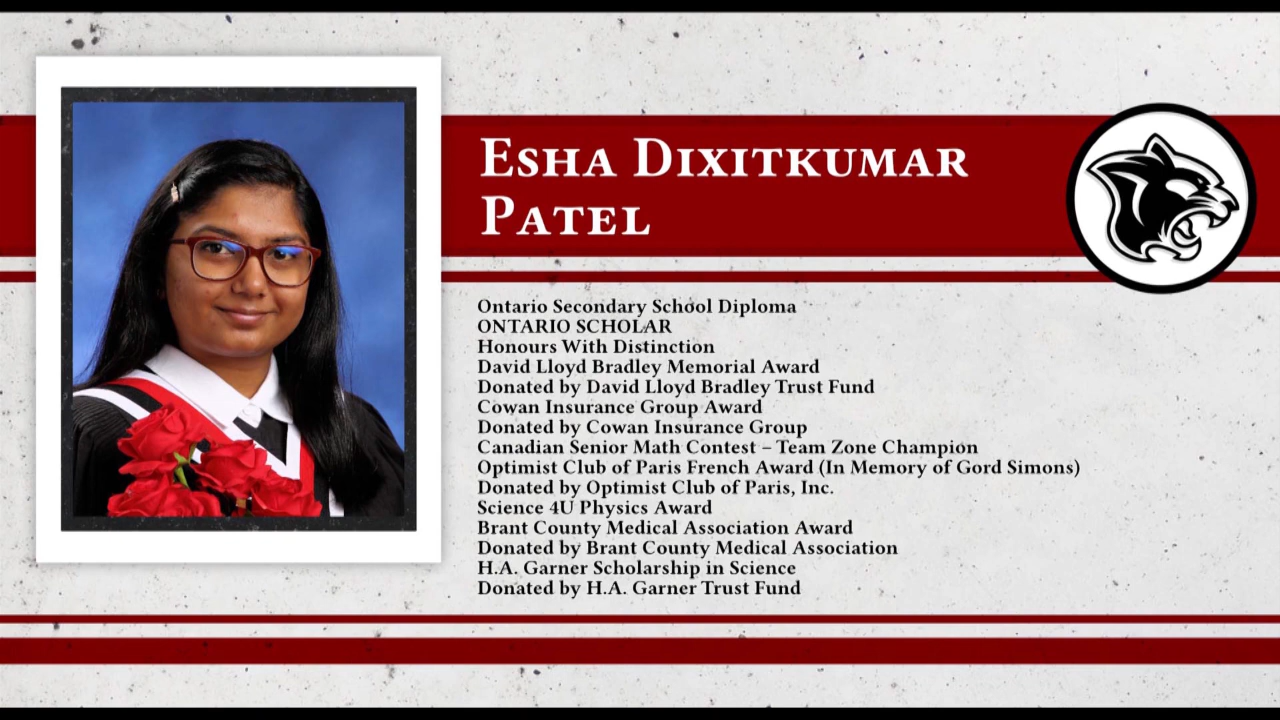 Esha Dixitkumar
Patel
Ontario Secondary School Diploma
ONTARIO SCHOLAR
Honours With Distinction
David Lloyd Bradley Memorial Award
Donated by David Lloyd Bradley Trust Fund
Cowan Insurance Group Award
Donated by Cowan Insurance Group
Canadian Senior Math Contest – Team Zone Champion
Optimist Club of Paris French Award (In Memory of Gord Simons)
Donated by Optimist Club of Paris, Inc.
Science 4U Physics Award
Brant County Medical Association Award
Donated by Brant County Medical Association
H.A. Garner Scholarship in Science
Donated by H.A. Garner Trust Fund